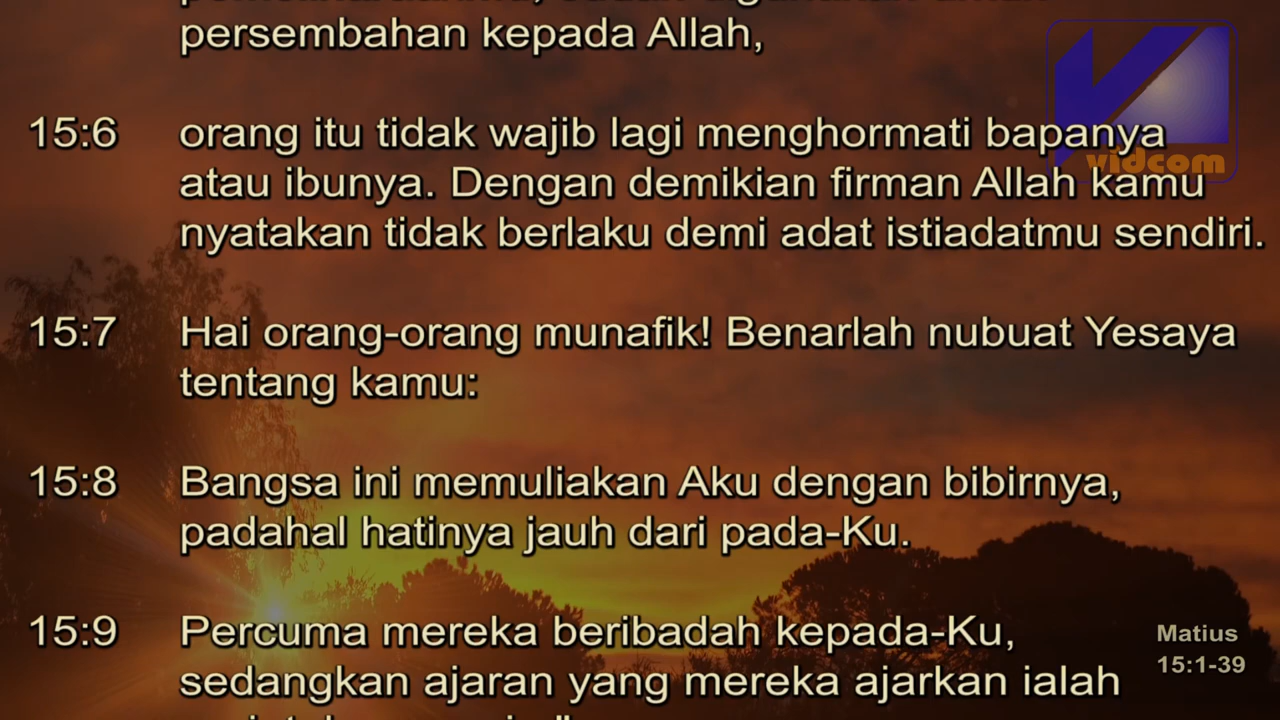 persembahan kepada Allah,
15:6 orang itu tidak wajib lagi menghormati bapanya
atau ibunya. Dengan demikian firman Allah kamu
nyatakan tidak berlaku demi adat istiadatmu sendiri.
15:7 Hai orang-orang munafik! Benarlah nubuat Yesaya
tentang kamu:
15:8 Bangsa ini memuliakan Aku dengan bibirnya,
padahal hatinya jauh dari pada-Ku.
15:9 Percuma mereka beribadah kepada-Ku,
sedangkan ajaran yang mereka ajarkan ialah
vidcom
Matius
15:1-39